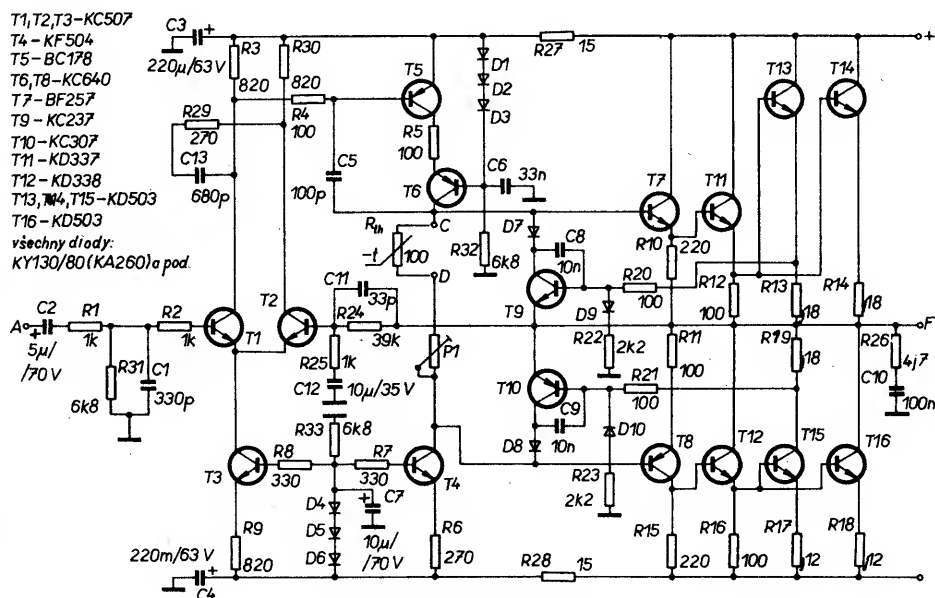 T1,T2,T3-KC507
T4-KF504
T5-BC178
T6,T8-KC640
T7-BF257
T9-KC237
T10-KC307
T11-KD337
T12-KD338
T13,T14,T15-KD503
T16-KD503
všechny diody:
KY130/80(KA260)a pod.
C3
+
220µ/63V
R3
820
R30
820
R27
15
+
T5
D1
D2
D3
T13
T14
R29
270
R4
100
C13
680p
C5
100p
R5
100
T6
C6
33n
T7
T11
Rth
-t
100
C
D
R32
6k8
D7
C8
10n
R20
100
R10
220
R12
100
R13
j18
R14
j18
C2
A
+
5µ/
/70V
R1
1k
R2
1k
T1
T2
C11
33p
R24
39k
T9
D9
R22
2k2
F
R31
6k8
C1
330p
R25
1k
C12
10µ/35V
P1
T10
R21
100
R11
100
R19
j18
R26
4j7
C10
100n
R33
6k8
C9
10n
D8
D10
R23
2k2
T8
T12
T15
T16
T3
R8
330
R7
330
T4
D4
D5
D6
+
C7
10µ/
/70V
R9
820
R6
270
R15
220
R16
100
R17
j12
R18
j12
220m/63V
+
C4
R28
15
+